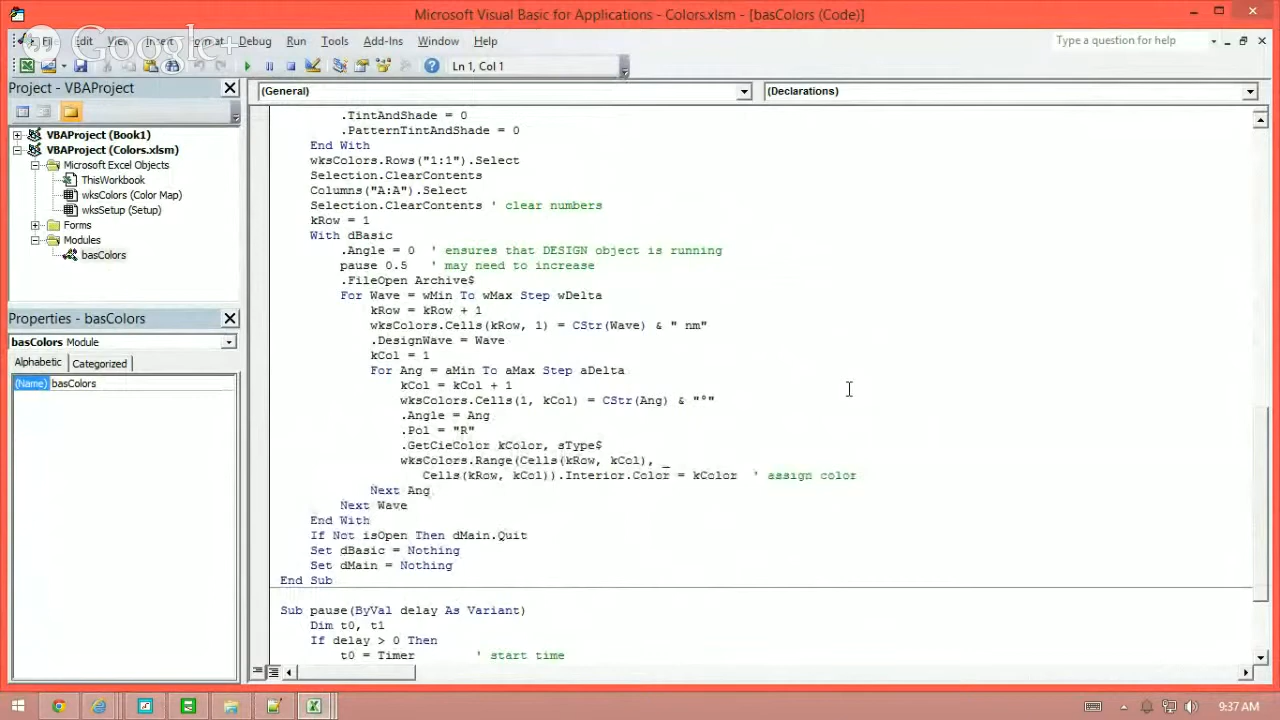 Microsoft Visual Basic for Applications - Colors.xlsm - [basColors (Code)]
File Edit View Insert Format Debug Run Tools Add-Ins Window Help
Type a question for help
Google+
Ln 1, Col 1
Project - VBAProject
(General)
(Declarations)
VBAProject (Book1)
VBAProject (Colors.xlsm)
Microsoft Excel Objects
ThisWorkbook
wksColors (Color Map)
wksSetup (Setup)
Forms
Modules
basColors
Properties - basColors
basColors Module
Alphabetic Categorized
(Name) basColors
.TintAndShade = 0
.PatternTintAndShade = 0
End With
wksColors.Rows("1:1").Select
Selection.ClearContents
Columns("A:A").Select
Selection.ClearContents ' clear numbers
kRow = 1
With dBasic
.Angle = 0 ' ensures that DESIGN object is running
pause 0.5 ' may need to increase
.FileOpen Archive$
For Wave = wMin To wMax Step wDelta
kRow = kRow + 1
wksColors.Cells(kRow, 1) = CStr(Wave) & " nm"
.DesignWave = Wave
kCol = 1
For Ang = aMin To aMax Step aDelta
kCol = kCol + 1
wksColors.Cells(1, kCol) = CStr(Ang) & "°"
.Angle = Ang
.Pol = "R"
.GetCieColor kColor, sType$
wksColors.Range(Cells(kRow, kCol), _
Cells(kRow, kCol)).Interior.Color = kColor ' assign color
Next Ang
Next Wave
End With
If Not isOpen Then dMain.Quit
Set dBasic = Nothing
Set dMain = Nothing
End Sub
Sub pause(ByVal delay As Variant)
Dim t0, t1
If delay > 0 Then
t0 = Timer ' start time
9:37 AM